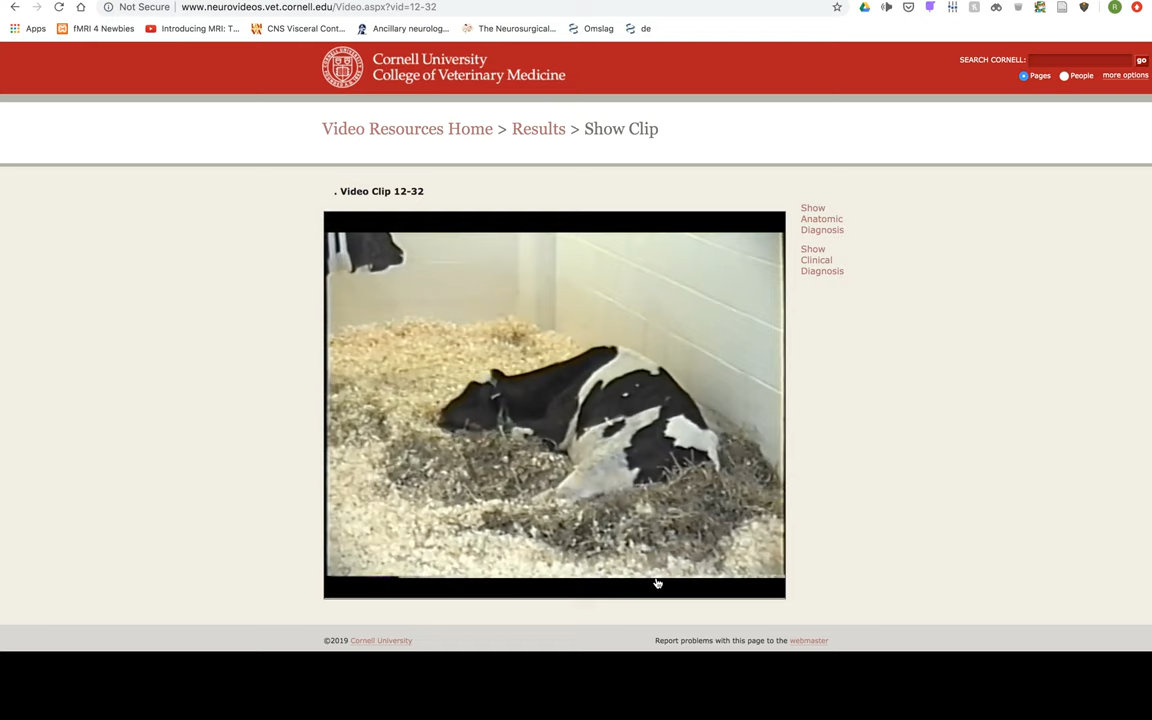 Not Secure www.neurovideos.vet.cornell.edu/Video.aspx?vid=12-32
Apps fMRI 4 Newbies Introducing MRI: T... CNS Visceral Cont... Ancillary neurolog... The Neurosurgical... Omslag de
Cornell University
College of Veterinary Medicine
SEARCH CORNELL: go
Pages People more options
Video Resources Home > Results > Show Clip
. Video Clip 12-32
Show
Anatomic
Diagnosis
Show
Clinical
Diagnosis
©2019 Cornell University Report problems with this page to the webmaster
R